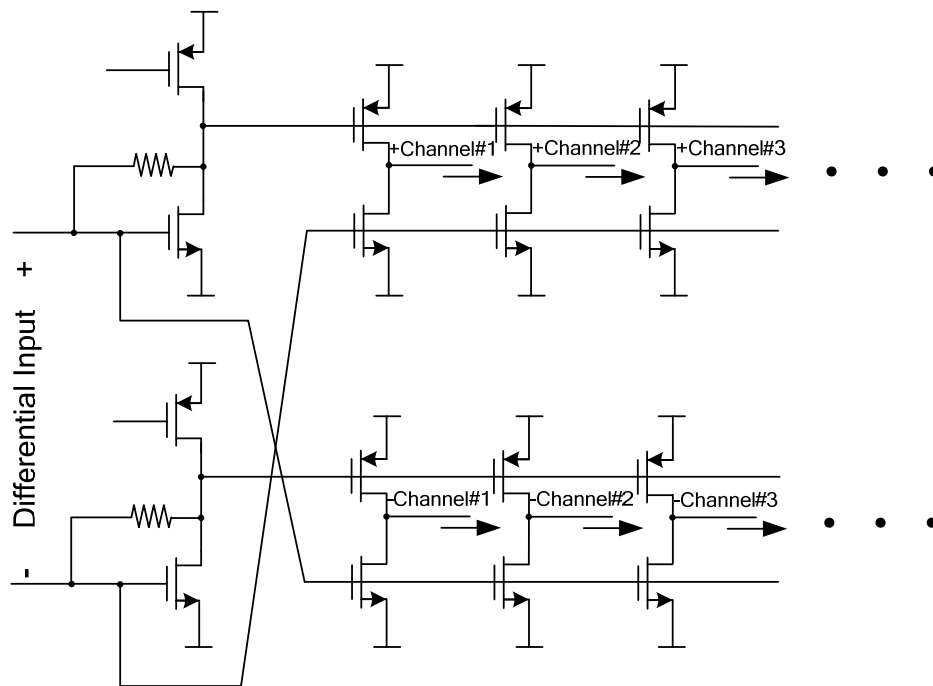 +Channel#1
+Channel#2
+Channel#3
Differential Input +
-
-Channel#1
-Channel#2
-Channel#3